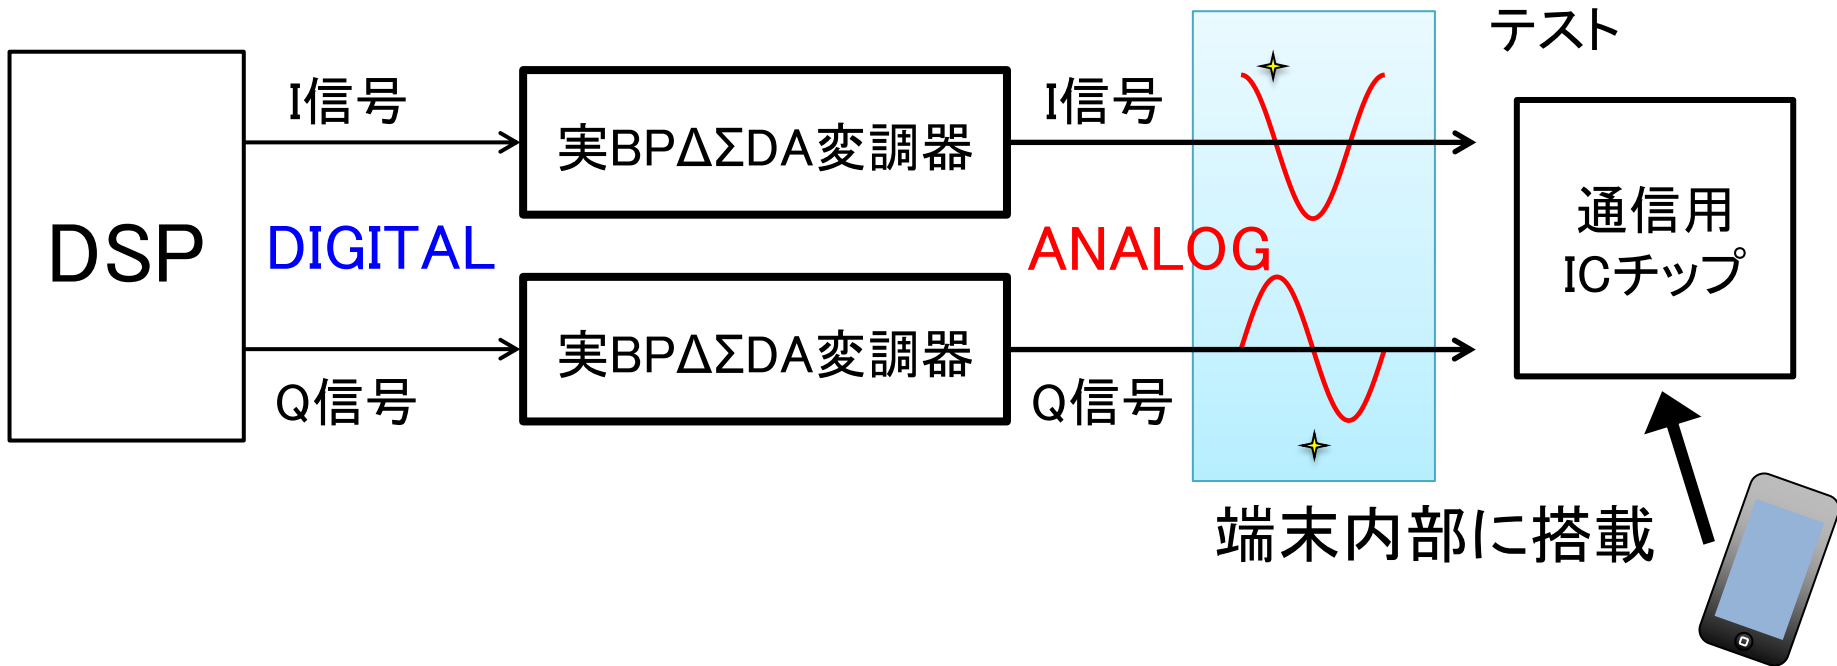 テスト
I信号
I信号
実BPΔΣDA変調器
DSP
DIGITAL
ANALOG
通信用
ICチップ
実BPΔΣDA変調器
Q信号
Q信号
端末内部に搭載